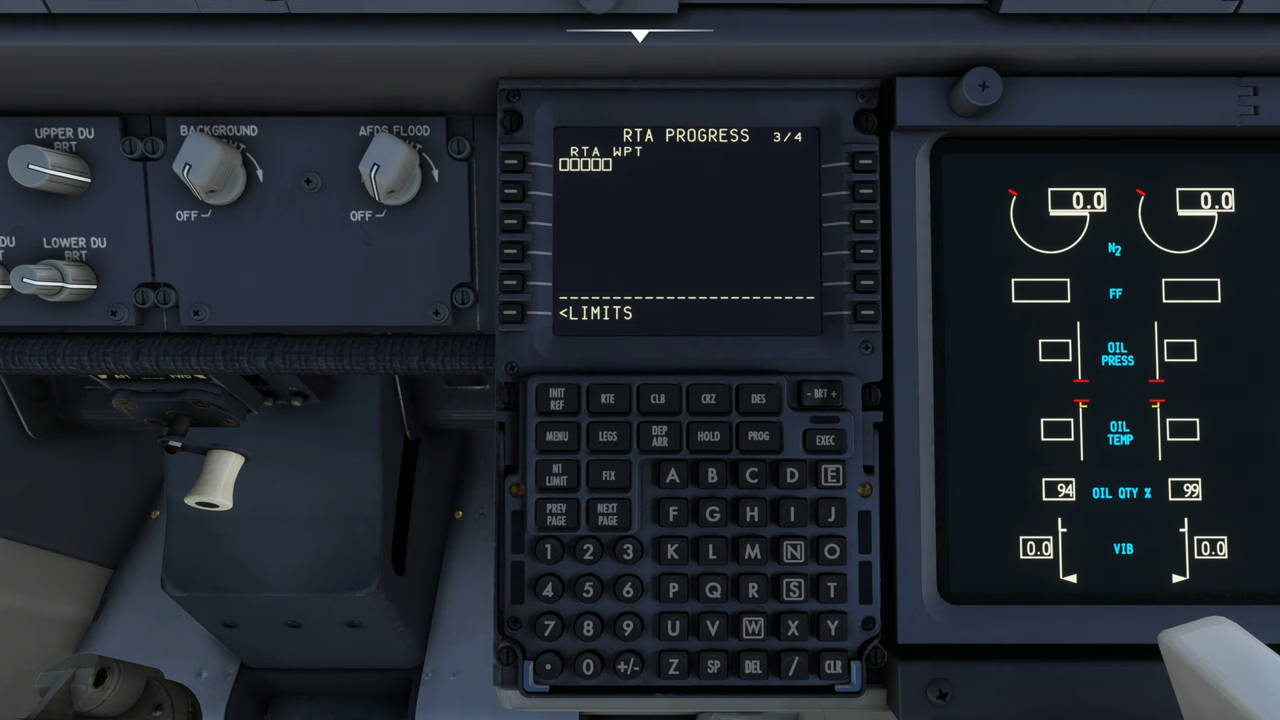 UPPER DU
BRT
BACKGROUND
OFF
AFDS FLOOD
OFF
DU
LOWER DU
BRT
RTA PROGRESS 3/4
RTA WPT
□□□□□
--------------------------
<LIMITS
INIT REF
RTE
CLB
CRZ
DES
- BRT +
MENU
LEGS
DEP ARR
HOLD
PROG
EXEC
N1 LIMIT
FIX
A B C D E
PREV PAGE
NEXT PAGE
F G H I J
1 2 3 K L M N O
4 5 6 P Q R S T
7 8 9 U V W X Y
. 0 +/- Z SP DEL / CLR
0.0 0.0
N2
FF
OIL PRESS
OIL TEMP
94 OIL QTY % 99
0.0 VIB 0.0